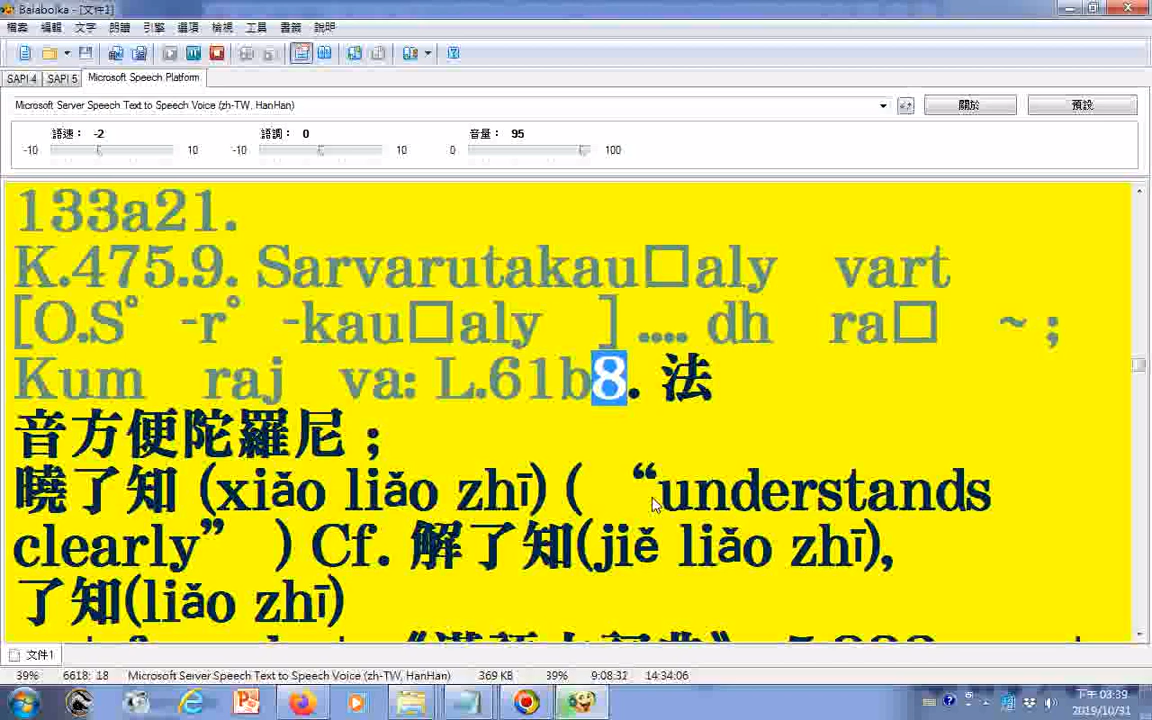 Balabolka - [文件1]
檔案 編輯 文字 朗讀 引擎 選項 檢視 工具 書籤 說明
SAPI 4 SAPI 5 Microsoft Speech Platform
Microsoft Server Speech Text to Speech Voice (zh-TW, HanHan) 關於 預設
語速： -2 語調： 0 音量： 95
-10 10 -10 10 0 100
133a21.
K.475.9. Sarvarutakau□aly vart
[O.S° -r° -kau□aly ] .... dh ra□ ~ ;
Kum raj va: L.61b8. 法
音方便陀羅尼；
曉了知 (xiǎo liǎo zhī) ( “understands
clearly” ) Cf. 解了知(jiě liǎo zhī),
了知(liǎo zhī)
文件1
39% 6618: 18 Microsoft Server Speech Text to Speech Voice (zh-TW, HanHan) 369 KB 39% 9:08:32 14:34:06
下午 03:39
2019/10/31